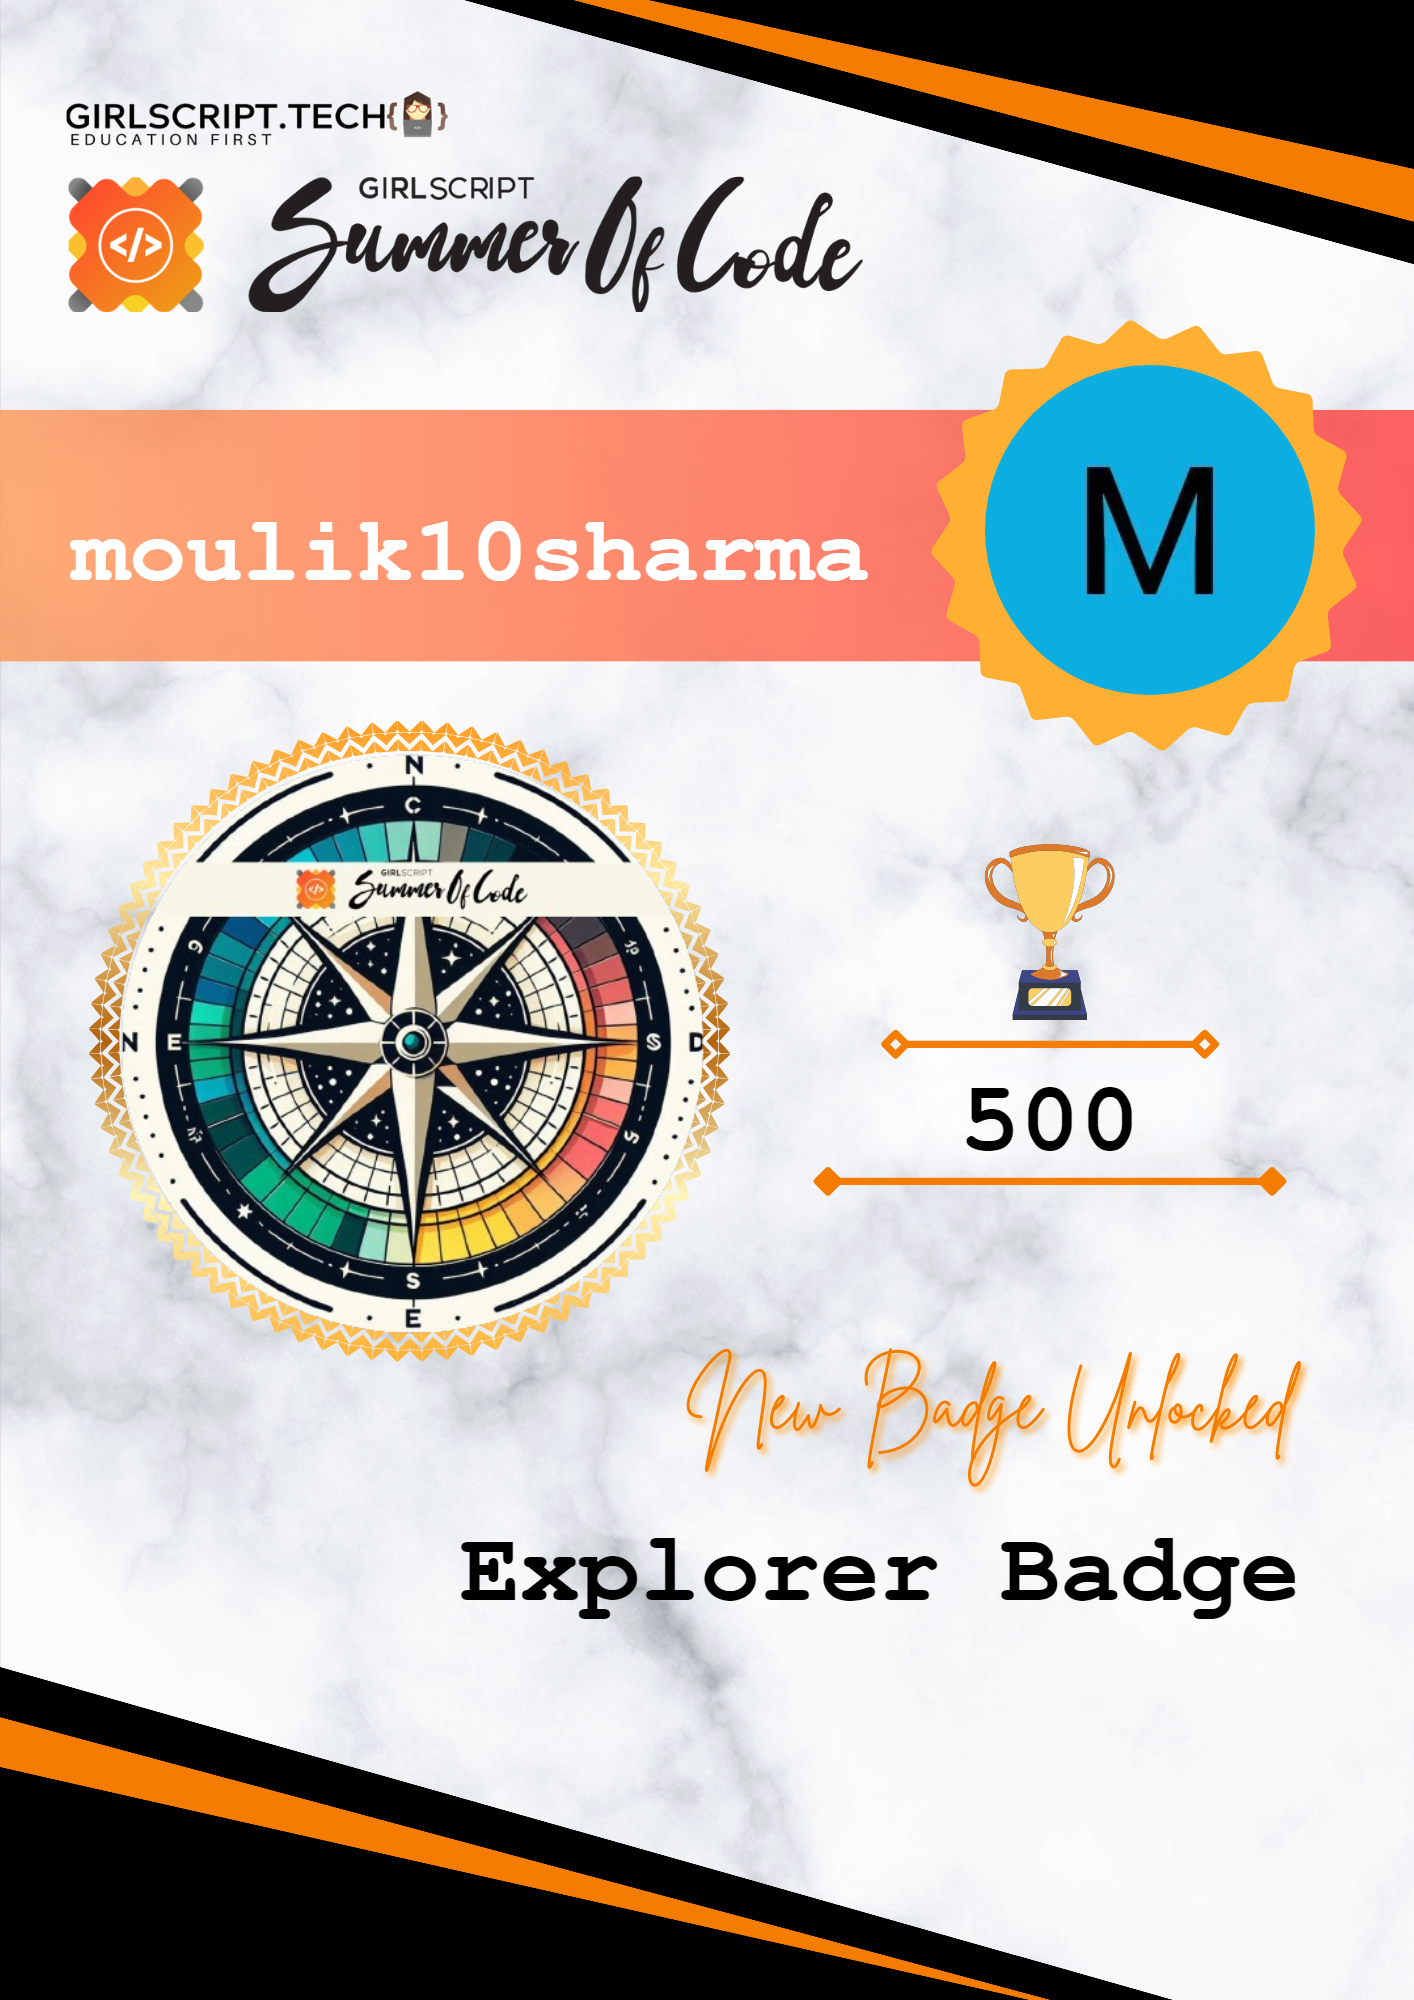 GIRLSCRIPT.TECH{ }
EDUCATION FIRST
</>
GIRLSCRIPT
Summer Of Code
moulik10sharma
M
N
C
</>
GIRLSCRIPT
Summer Of Code
N E S D
5
S
E
500
New Badge Unlocked
Explorer Badge